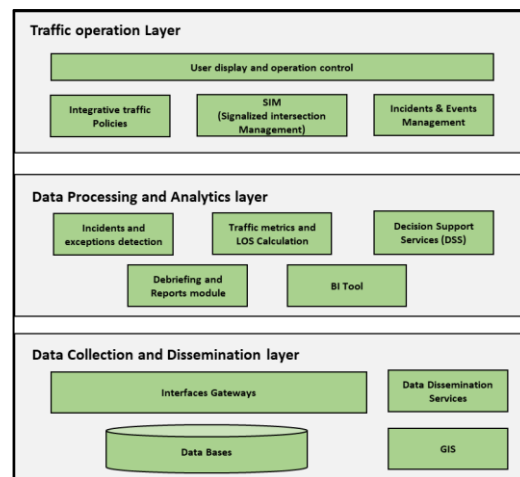 Traffic operation Layer
User display and operation control
Integrative traffic
Policies
SIM
(Signalized intersection
Management)
Incidents & Events
Management
Data Processing and Analytics layer
Incidents and
exceptions detection
Traffic metrics and
LOS Calculation
Decision Support
Services (DSS)
Debriefing and
Reports module
BI Tool
Data Collection and Dissemination layer
Interfaces Gateways
Data Dissemination
Services
Data Bases
GIS